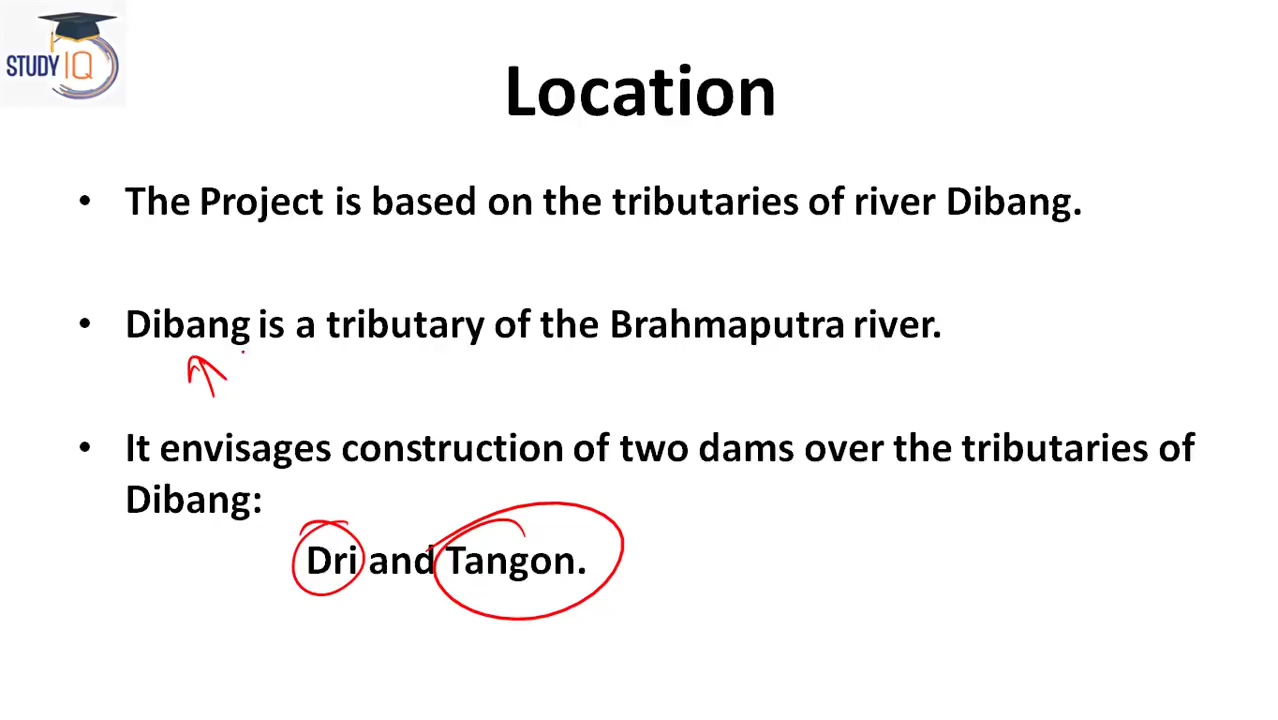 STUDY IQ
Location
• The Project is based on the tributaries of river Dibang.
• Dibang is a tributary of the Brahmaputra river.
• It envisages construction of two dams over the tributaries of
Dibang:
Dri and Tangon.